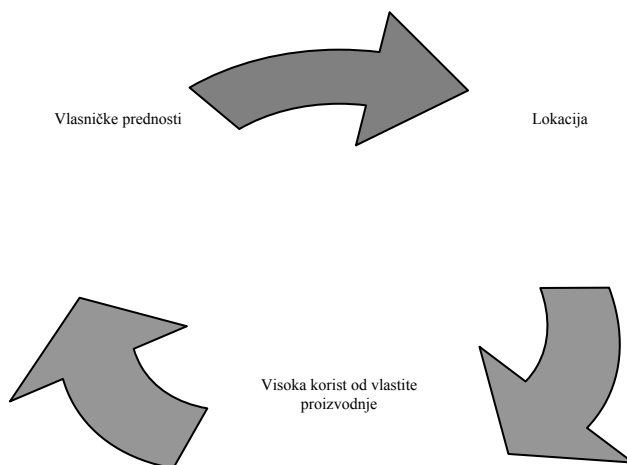 Vlasničke prednosti
Lokacija
Visoka korist od vlastite
proizvodnje